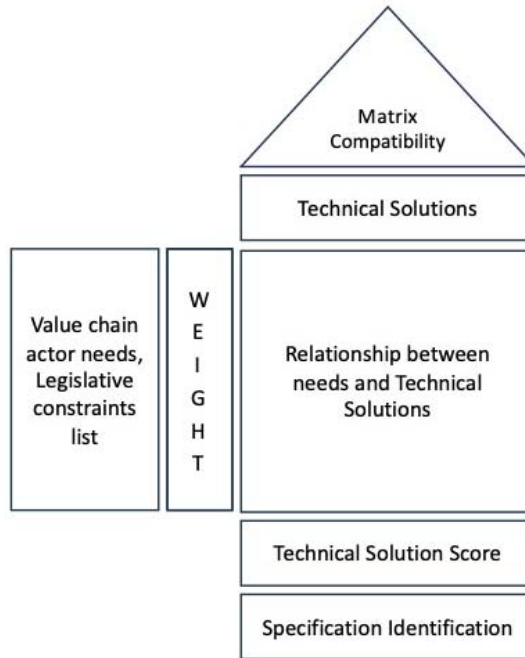 Matrix
Compatibility
Technical Solutions
Value chain
actor needs,
Legislative
constraints
list
W
E
I
G
H
T
Relationship between
needs and Technical
Solutions
Technical Solution Score
Specification Identification